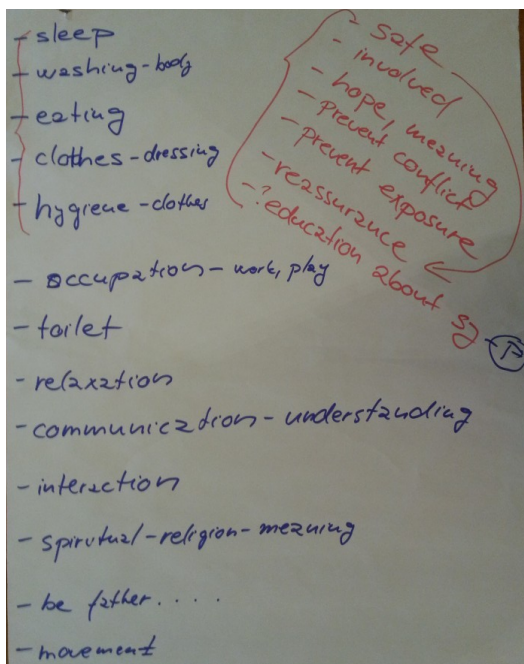 - sleep
- washing - body
- eating
- clothes - dressing
- hygiene - clothes
- occupation - work, play
- toilet
- relaxation
- communication - understanding
- interaction
- spirutual - religion - meaning
- be father.....
- movement
- safe
- involved
- hope, meaning
- prevent conflict
- prevent exposure
- reassurance
- ? education about sy - P